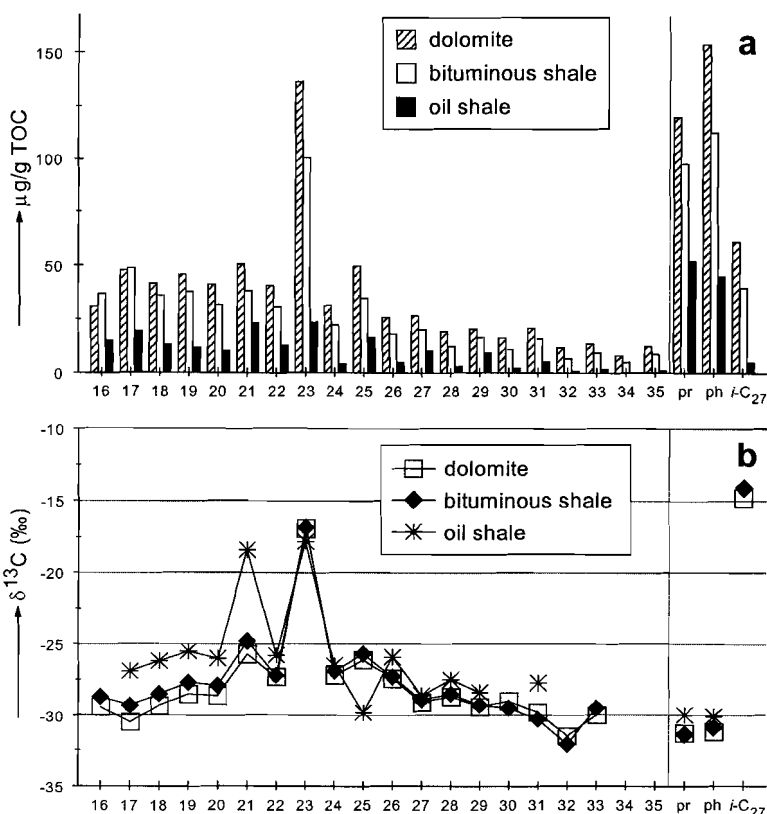 a
dolomite
bituminous shale
oil shale
µg/g TOC
150
100
50
0
16 17 18 19 20 21 22 23 24 25 26 27 28 29 30 31 32 33 34 35 pr ph i-C27
b
dolomite
bituminous shale
oil shale
δ13C (‰)
-10
-15
-20
-25
-30
-35
16 17 18 19 20 21 22 23 24 25 26 27 28 29 30 31 32 33 34 35 pr ph i-C27